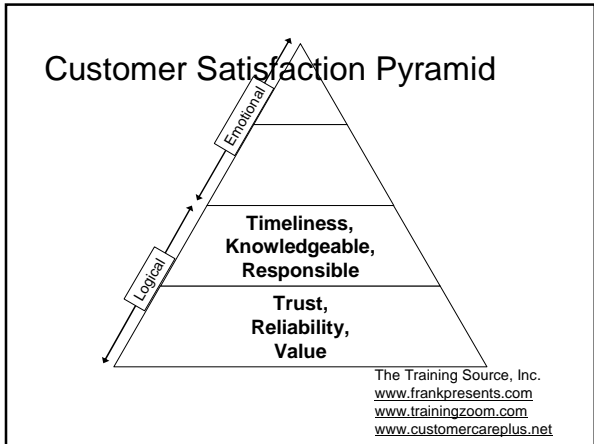 Customer Satisfaction Pyramid
Emotional
Timeliness,
Knowledgeable,
Responsible
Logical
Trust,
Reliability,
Value
The Training Source, Inc.
www.frankpresents.com
www.trainingzoom.com
www.customercareplus.net